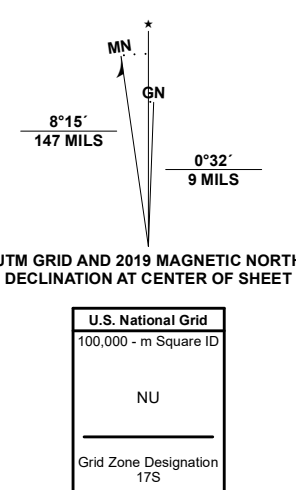 MN
GN
8°15´
147 MILS
0°32´
9 MILS
UTM GRID AND 2019 MAGNETIC NORTH
DECLINATION AT CENTER OF SHEET
U.S. National Grid
100,000 - m Square ID
NU
Grid Zone Designation
17S